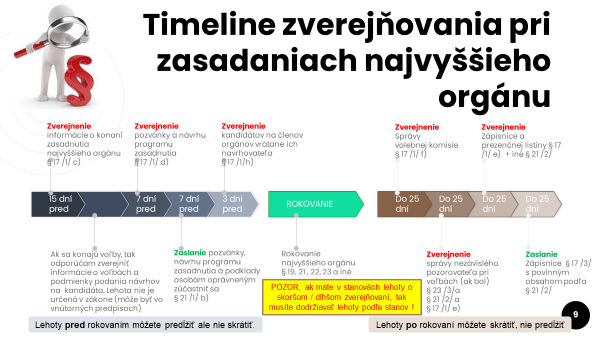 Timeline zverejňovania pri
zasadaniach najvyššieho
orgánu
Zverejnenie
informácie o konaní
zasadnutia
najvyššieho orgánu
§ 17 /1/ c)
Zverejnenie
pozvánky a návrhu
programu
zasadnutia
§ 17 /1/ d)
Zverejnenie
kandidátov na členov
orgánov vrátane ich
navrhovateľa
§ 17 /1/h)
Zverejnenie
Správy
volebnej komisie
§ 17 /1/ f)
Zverejnenie
Zápisnice a
prezenčnej listiny § 17
/1/ e) + iné § 21 /2/
15 dní
pred
7 dní
pred
7 dní
pred
3 dni
pred
ROKOVANIE
Do 25
dní
Do 25
dní
Do 25
dní
Do 25
dní
Ak sa konajú voľby, tak
odporúčam zverejniť
informácie o voľbách a
podmienky podania návrhov
na kandidáta. Lehota nie je
určená v zákone (môže byť vo
vnútorných predpisoch)
Zaslanie pozvánky,
návrhu programu
zasadnutia a podklady
osobám oprávneným
zúčastniť sa
§ 21 /1/ b)
Rokovanie
najvyššieho orgánu
§ 19, 21 , 22, 23 a iné
Zverejnenie
správy nezávislého
pozorovateľa pri
voľbách (ak bol)
§ 23 /3/a
§ 21 /2/ a
§ 17 /1/ e)
Zaslanie
Zápisnice § 17 /3/
s povinným
obsahom podľa
§ 21 /2/
POZOR, ak máte v stanovách lehoty o
skoršom / dlhšom zverejňovaní, tak
musíte dodržiavať lehoty podľa stanov !
Lehoty pred rokovaním môžete predĺžiť ale nie skrátiť.
Lehoty po rokovaní môžete skrátiť, nie predĺžiť
9